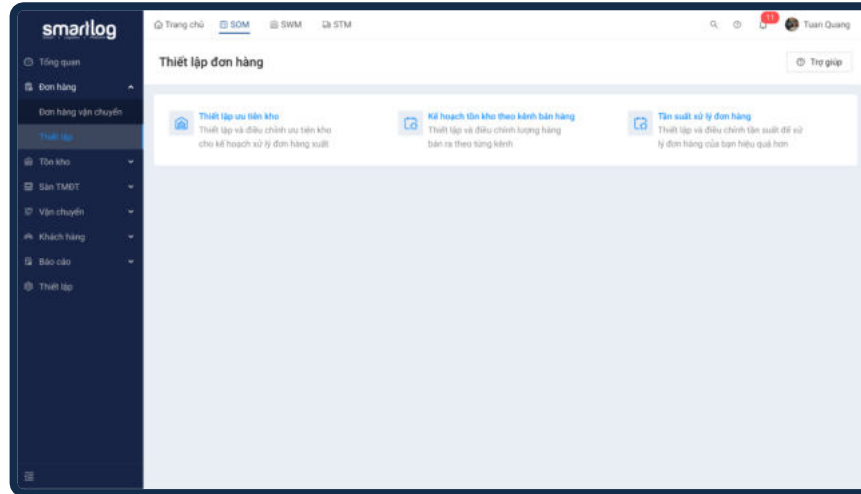 smartlog
Trang chủ SOM SWM STM
11
Tuan Quang
Tổng quan
Đơn hàng
Đơn hàng vận chuyển
Thiết lập
Tồn kho
Sàn TMĐT
Vận chuyển
Khách hàng
Báo cáo
Thiết lập
Thiết lập đơn hàng
Trợ giúp
Thiết lập ưu tiên kho
Thiết lập và điều chỉnh ưu tiên kho
cho kế hoạch xử lý đơn hàng xuất
Kế hoạch tồn kho theo kênh bán hàng
Thiết lập và điều chỉnh lượng hàng
bán ra theo từng kênh
Tần suất xử lý đơn hàng
Thiết lập và điều chỉnh tần suất để xử
lý đơn hàng của bạn hiệu quả hơn